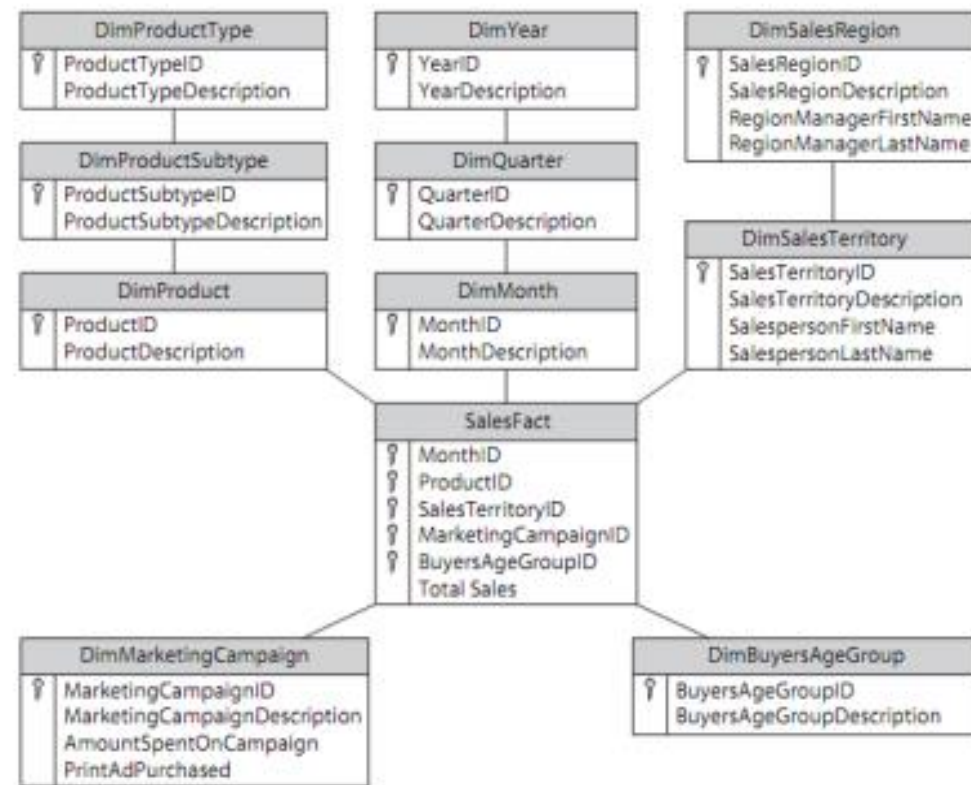 DimProductType
ProductTypeID
ProductTypeDescription
DimYear
YearID
YearDescription
DimSalesRegion
SalesRegionID
SalesRegionDescription
RegionManagerFirstName
RegionManagerLastName
DimProductSubtype
ProductSubtypeID
ProductSubtypeDescription
DimQuarter
QuarterID
QuarterDescription
DimSalesTerritory
SalesTerritoryID
SalesTerritoryDescription
SalespersonFirstName
SalespersonLastName
DimProduct
ProductID
ProductDescription
DimMonth
MonthID
MonthDescription
SalesFact
MonthID
ProductID
SalesTerritoryID
MarketingCampaignID
BuyersAgeGroupID
Total Sales
DimMarketingCampaign
MarketingCampaignID
MarketingCampaignDescription
AmountSpentOnCampaign
PrintAdPurchased
DimBuyersAgeGroup
BuyersAgeGroupID
BuyersAgeGroupDescription